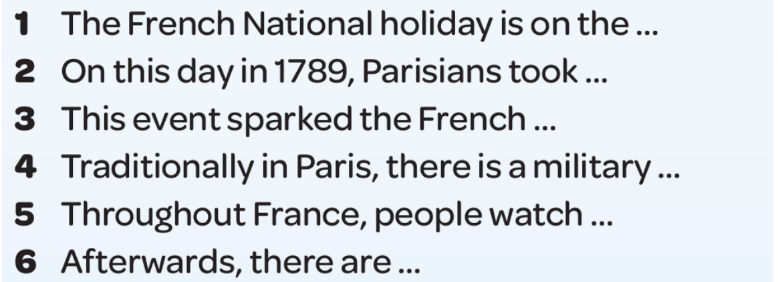 1 The French National holiday is on the ...
2 On this day in 1789, Parisians took ...
3 This event sparked the French ...
4 Traditionally in Paris, there is a military ...
5 Throughout France, people watch ...
6 Afterwards, there are ...